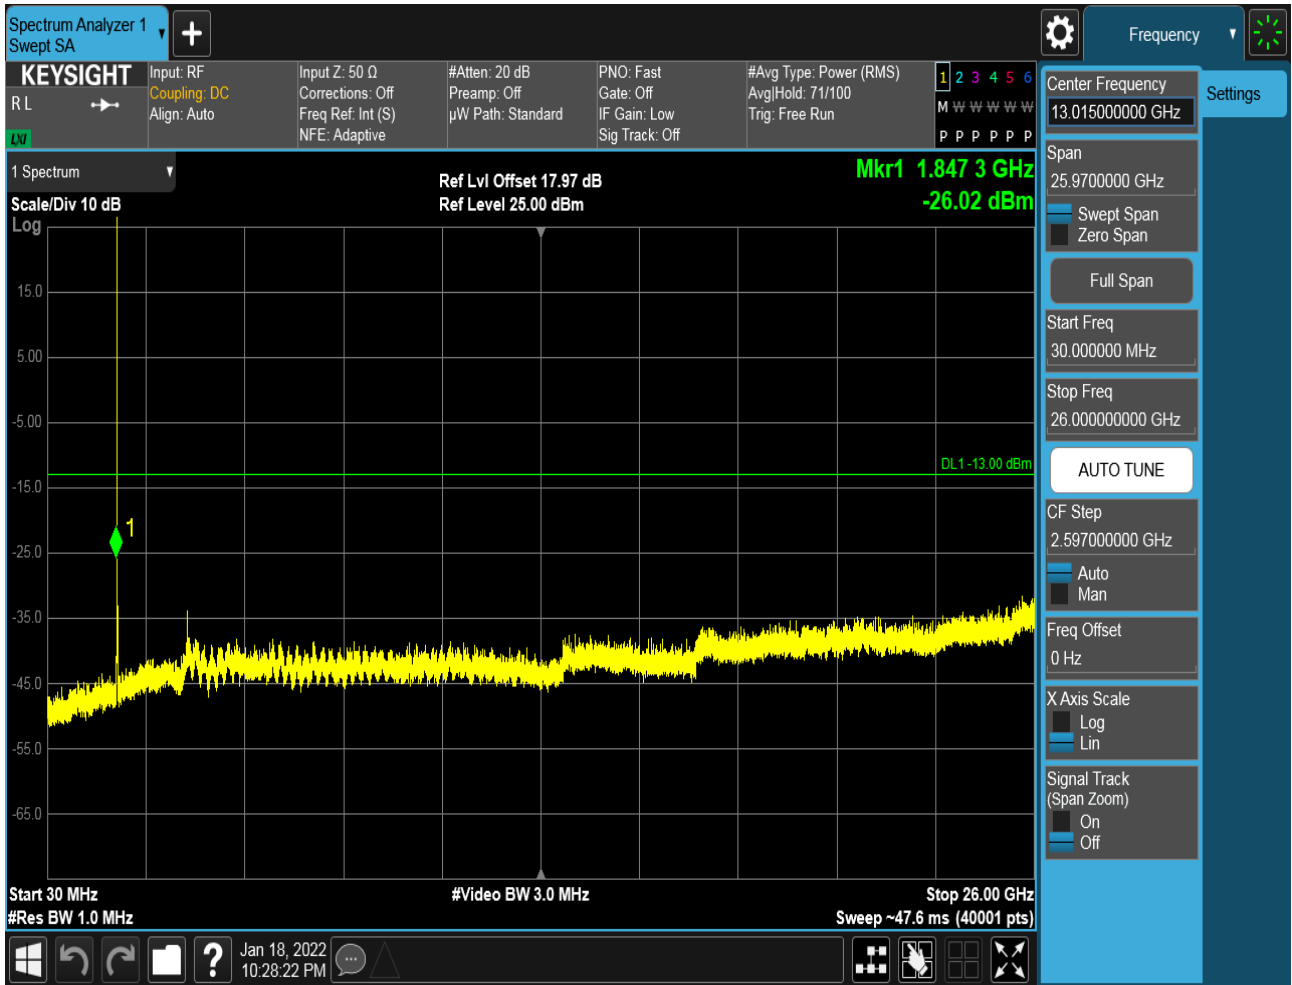 Spectrum Analyzer 1
Swept SA
Frequency
KEYSIGHT
R L
LXI
Input: RF
Coupling: DC
Align: Auto
Input Z: 50 Ω
Corrections: Off
Freq Ref: Int (S)
NFE: Adaptive
#Atten: 20 dB
Preamp: Off
µW Path: Standard
PNO: Fast
Gate: Off
IF Gain: Low
Sig Track: Off
#Avg Type: Power (RMS)
Avg|Hold: 71/100
Trig: Free Run
1 2 3 4 5 6
M W W W W W
P P P P P P
1 Spectrum
Scale/Div 10 dB
Log
Ref Lvl Offset 17.97 dB
Ref Level 25.00 dBm
Mkr1 1.847 3 GHz
-26.02 dBm
15.0
5.00
-5.00
DL1 -13.00 dBm
-15.0
1
-25.0
-35.0
-45.0
-55.0
-65.0
Start 30 MHz
#Video BW 3.0 MHz
Stop 26.00 GHz
#Res BW 1.0 MHz
Sweep ~47.6 ms (40001 pts)
Jan 18, 2022
10:28:22 PM
?
Center Frequency
13.015000000 GHz
Settings
Span
25.9700000 GHz
Swept Span
Zero Span
Full Span
Start Freq
30.000000 MHz
Stop Freq
26.000000000 GHz
AUTO TUNE
CF Step
2.597000000 GHz
Auto
Man
Freq Offset
0 Hz
X Axis Scale
Log
Lin
Signal Track
(Span Zoom)
On
Off